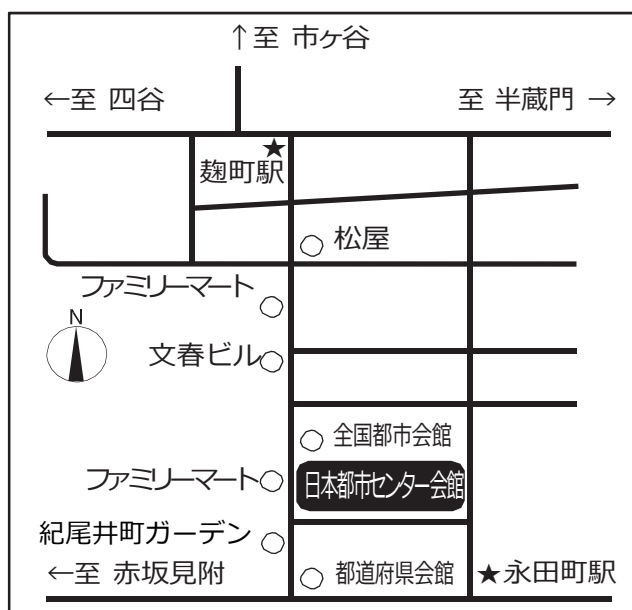 ↑至 市ヶ谷
←至 四谷
至 半蔵門 →
★
麹町駅
松屋
ファミリーマート
N
文春ビル
全国都市会館
ファミリーマート
日本都市センター会館
紀尾井町ガーデン
←至 赤坂見附
都道府県会館
★永田町駅